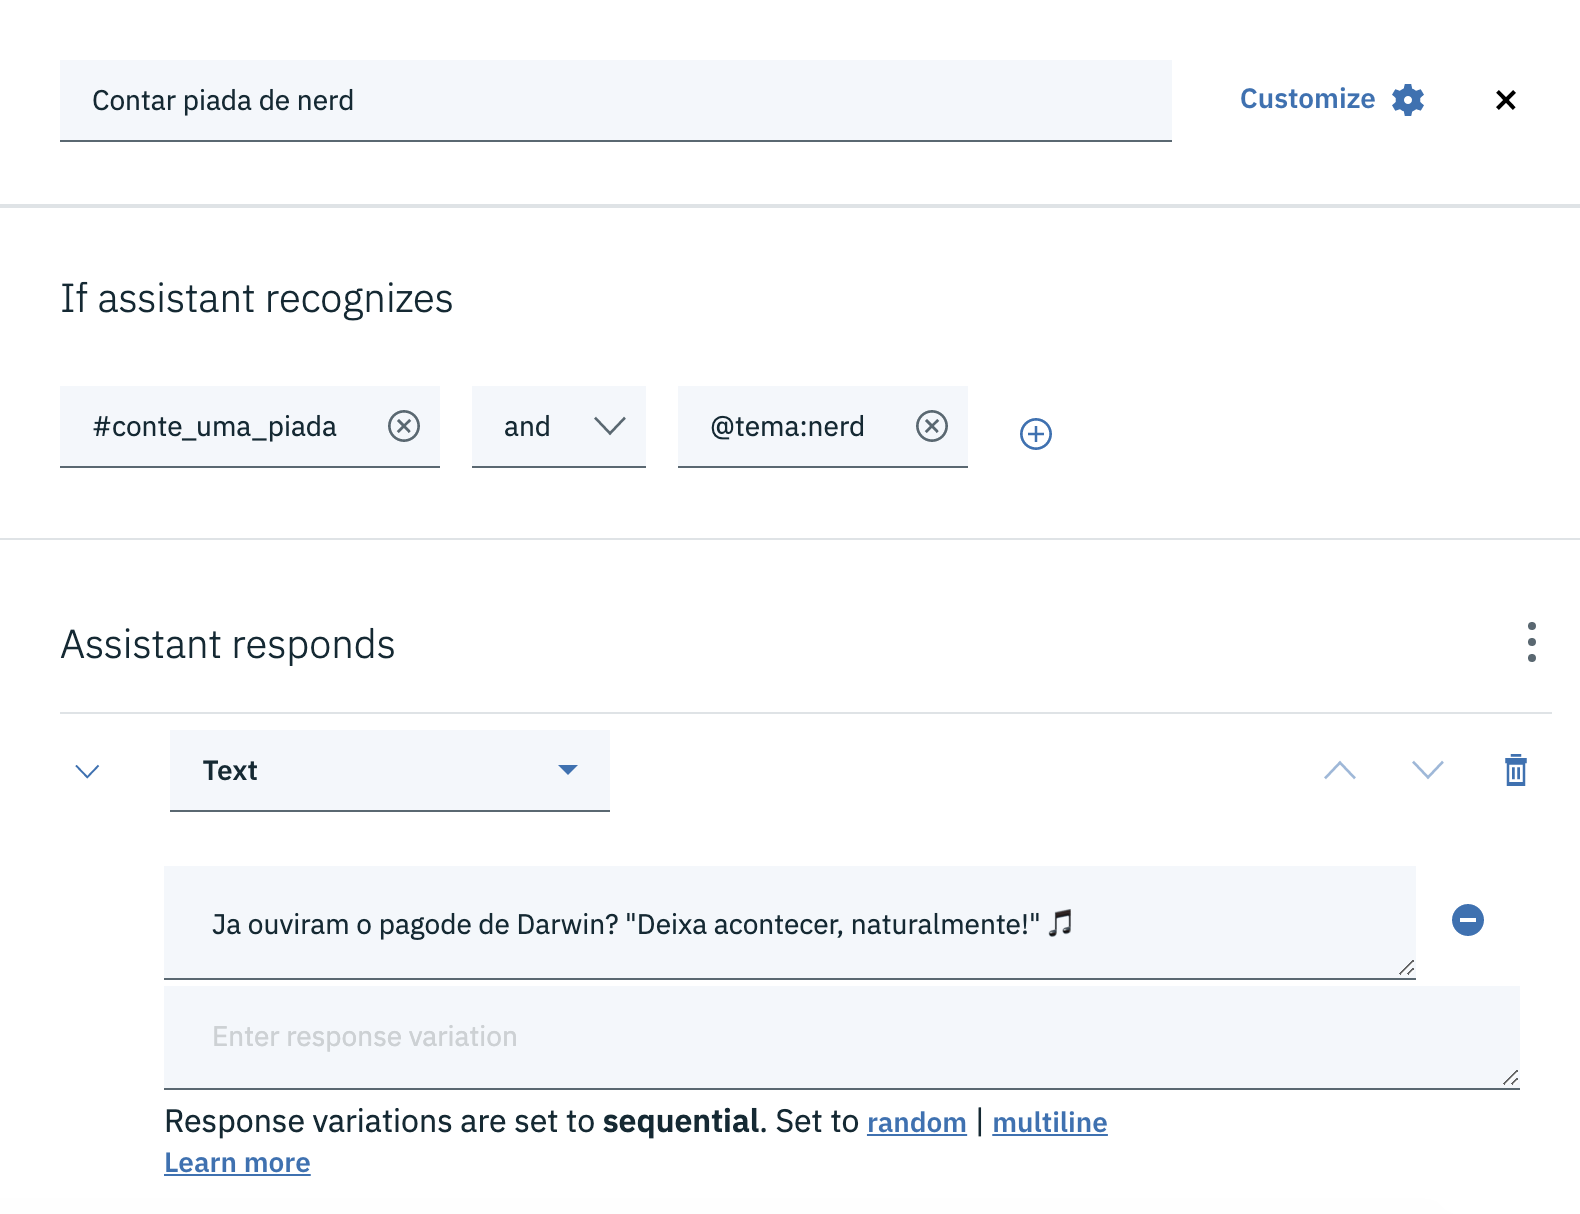 Contar piada de nerd
Customize
If assistant recognizes
#conte_uma_piada and @tema:nerd
Assistant responds
Text
Ja ouviram o pagode de Darwin? "Deixa acontecer, naturalmente!" 🎵
Enter response variation
Response variations are set to sequential. Set to random | multiline
Learn more